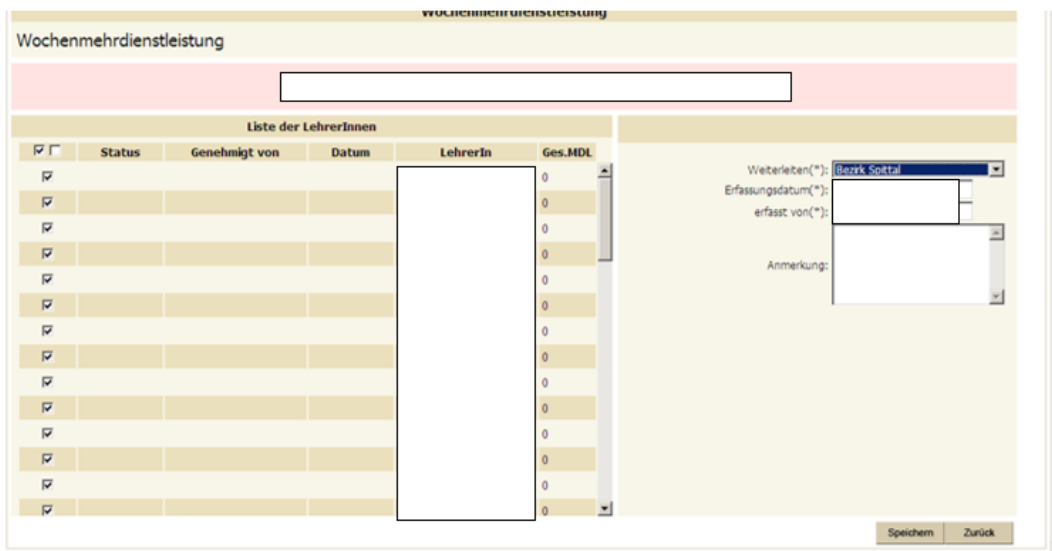 Wochenmehrdienstleistung
Wochenmehrdienstleistung
Liste der LehrerInnen
Status Genehmigt von Datum LehrerIn Ges.MDL
0
0
0
0
0
0
0
0
0
0
0
0
0
0
Weiterleiten(*): Bezirk Spittal
Erfassungsdatum(*):
erfasst von(*):
Anmerkung:
Speichern Zurück